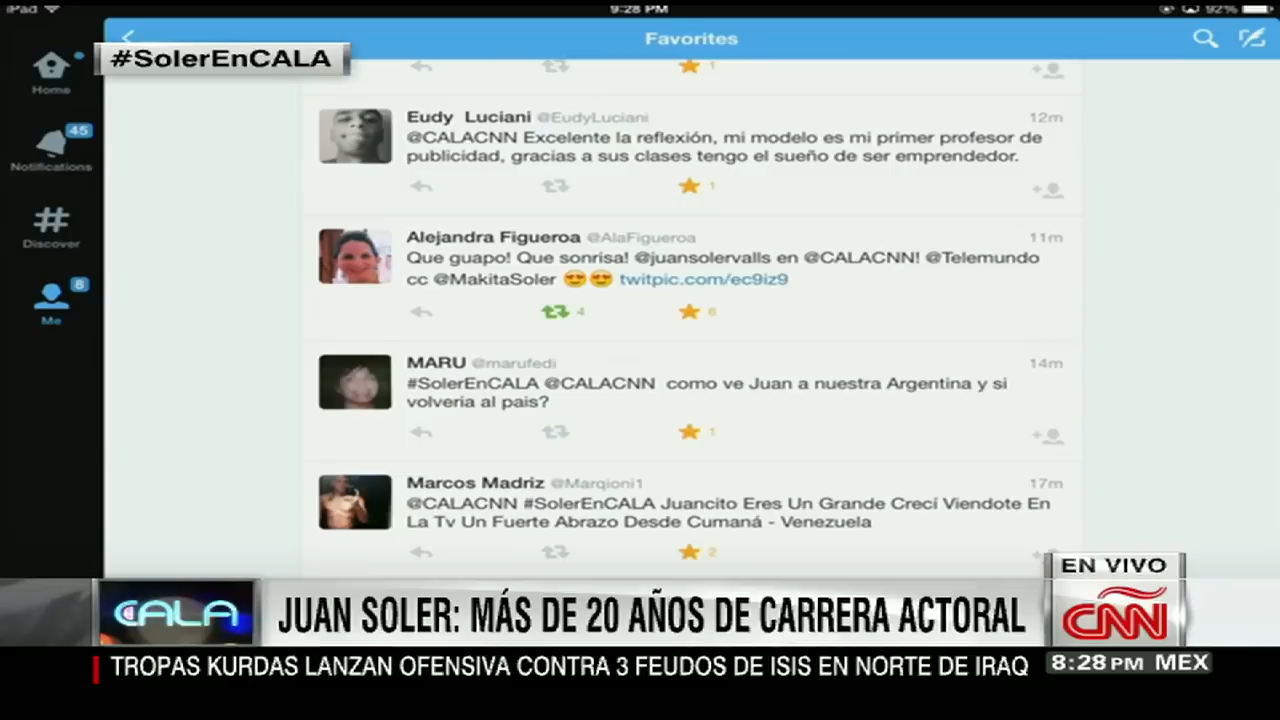 iPad
9:28 PM
92%
Favorites
#SolerEnCALA
Home
1
Eudy Luciani @EudyLuciani
12m
@CALACNN Excelente la reflexión, mi modelo es mi primer profesor de
publicidad, gracias a sus clases tengo el sueño de ser emprendedor.
1
45
Notifications
Discover
8
Me
Alejandra Figueroa @AlaFigueroa
11m
Que guapo! Que sonrisa! @juansolervalls en @CALACNN! @Telemundo
cc @MakitaSoler 😍😍 twitpic.com/ec9iz9
4
6
MARU @marufedi
14m
#SolerEnCALA @CALACNN como ve Juan a nuestra Argentina y si
volveria al pais?
1
Marcos Madriz @Marqioni1
17m
@CALACNN #SolerEnCALA Juancito Eres Un Grande Crecí Viendote En
La Tv Un Fuerte Abrazo Desde Cumaná - Venezuela
2
EN VIVO
CALA
JUAN SOLER: MÁS DE 20 AÑOS DE CARRERA ACTORAL
CNN
TROPAS KURDAS LANZAN OFENSIVA CONTRA 3 FEUDOS DE ISIS EN NORTE DE IRAQ
8:28 PM MEX